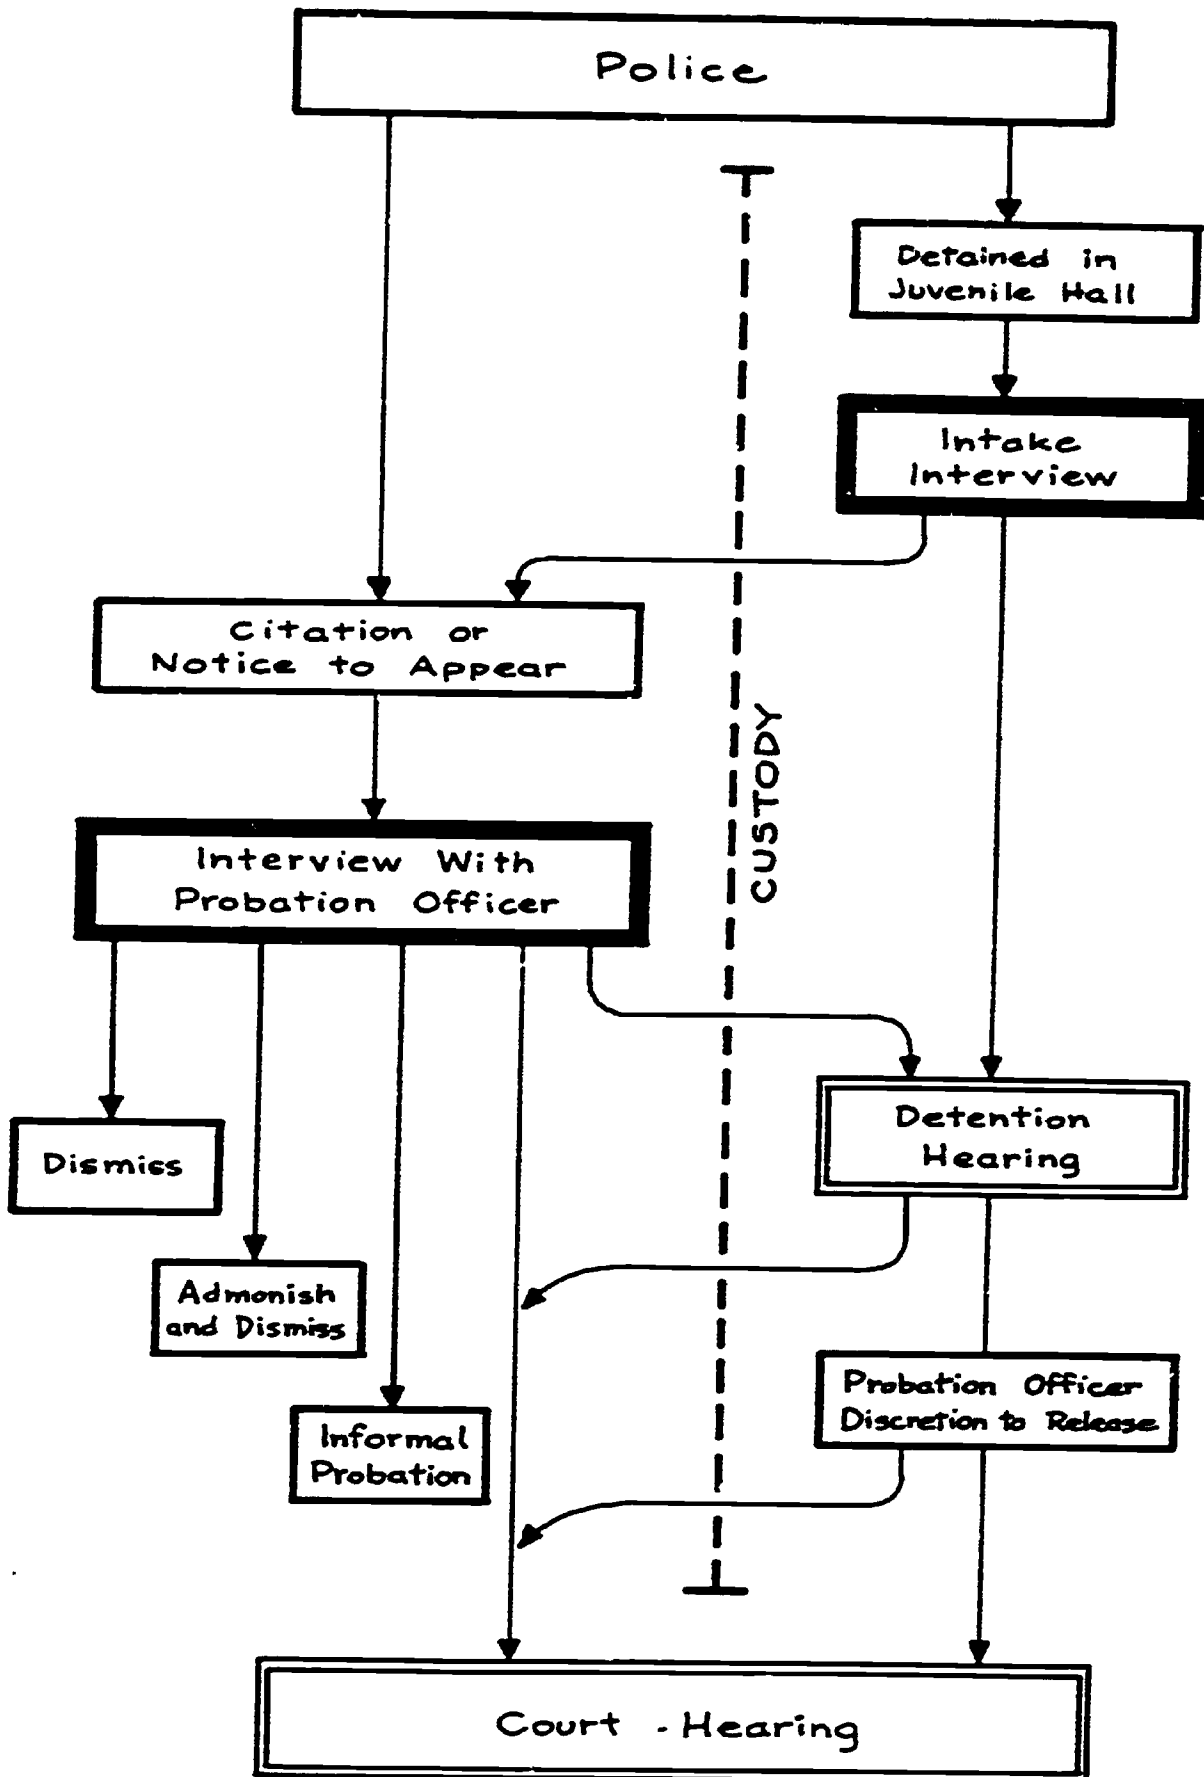 Police
Detained in
Juvenile Hall
Intake
Interview
Citation or
Notice to Appear
CUSTODY
Interview With
Probation Officer
Detention
Hearing
Dismiss
Admonish
and Dismiss
Probation Officer
Discretion to Release
Informal
Probation
Court - Hearing